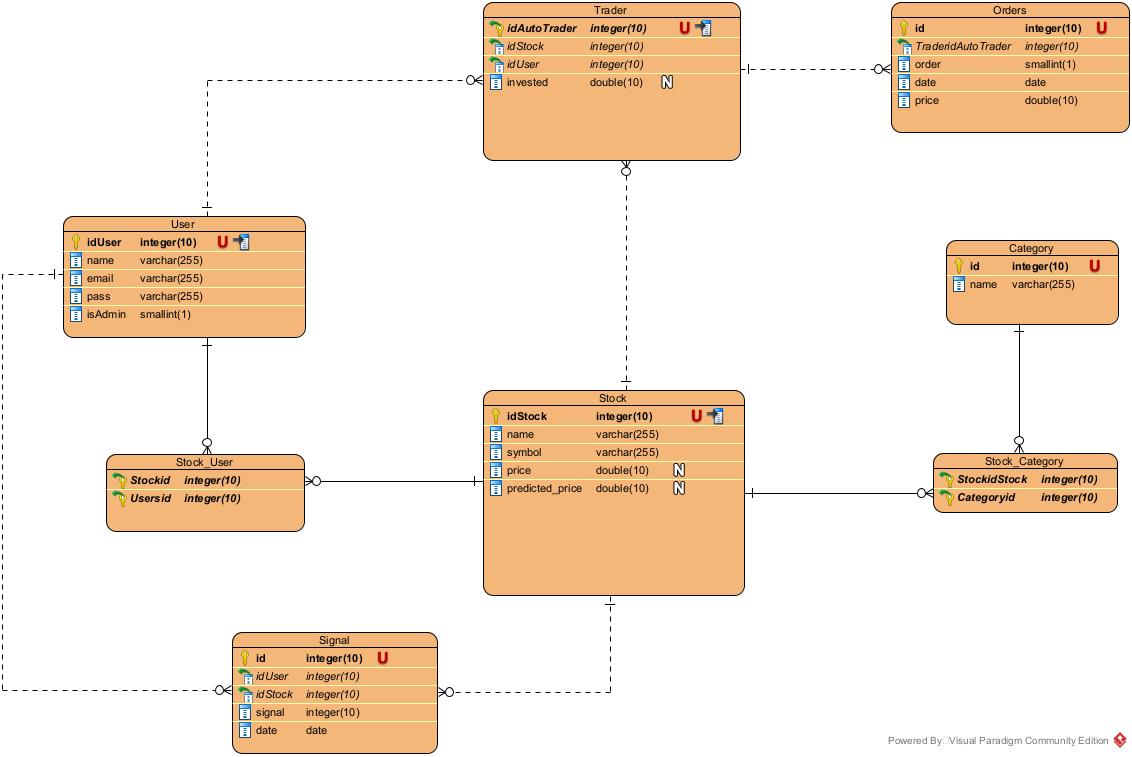 Trader
idAutoTrader integer(10) U
idStock integer(10)
idUser integer(10)
invested double(10) N
Orders
id integer(10) U
TraderidAutoTrader integer(10)
order smallint(1)
date date
price double(10)
User
idUser integer(10) U
name varchar(255)
email varchar(255)
pass varchar(255)
isAdmin smallint(1)
Category
id integer(10) U
name varchar(255)
Stock
idStock integer(10) U
name varchar(255)
symbol varchar(255)
price double(10) N
predicted_price double(10) N
Stock_User
Stockid integer(10)
Usersid integer(10)
Stock_Category
StockidStock integer(10)
Categoryid integer(10)
Signal
id integer(10) U
idUser integer(10)
idStock integer(10)
signal integer(10)
date date
Powered By Visual Paradigm Community Edition